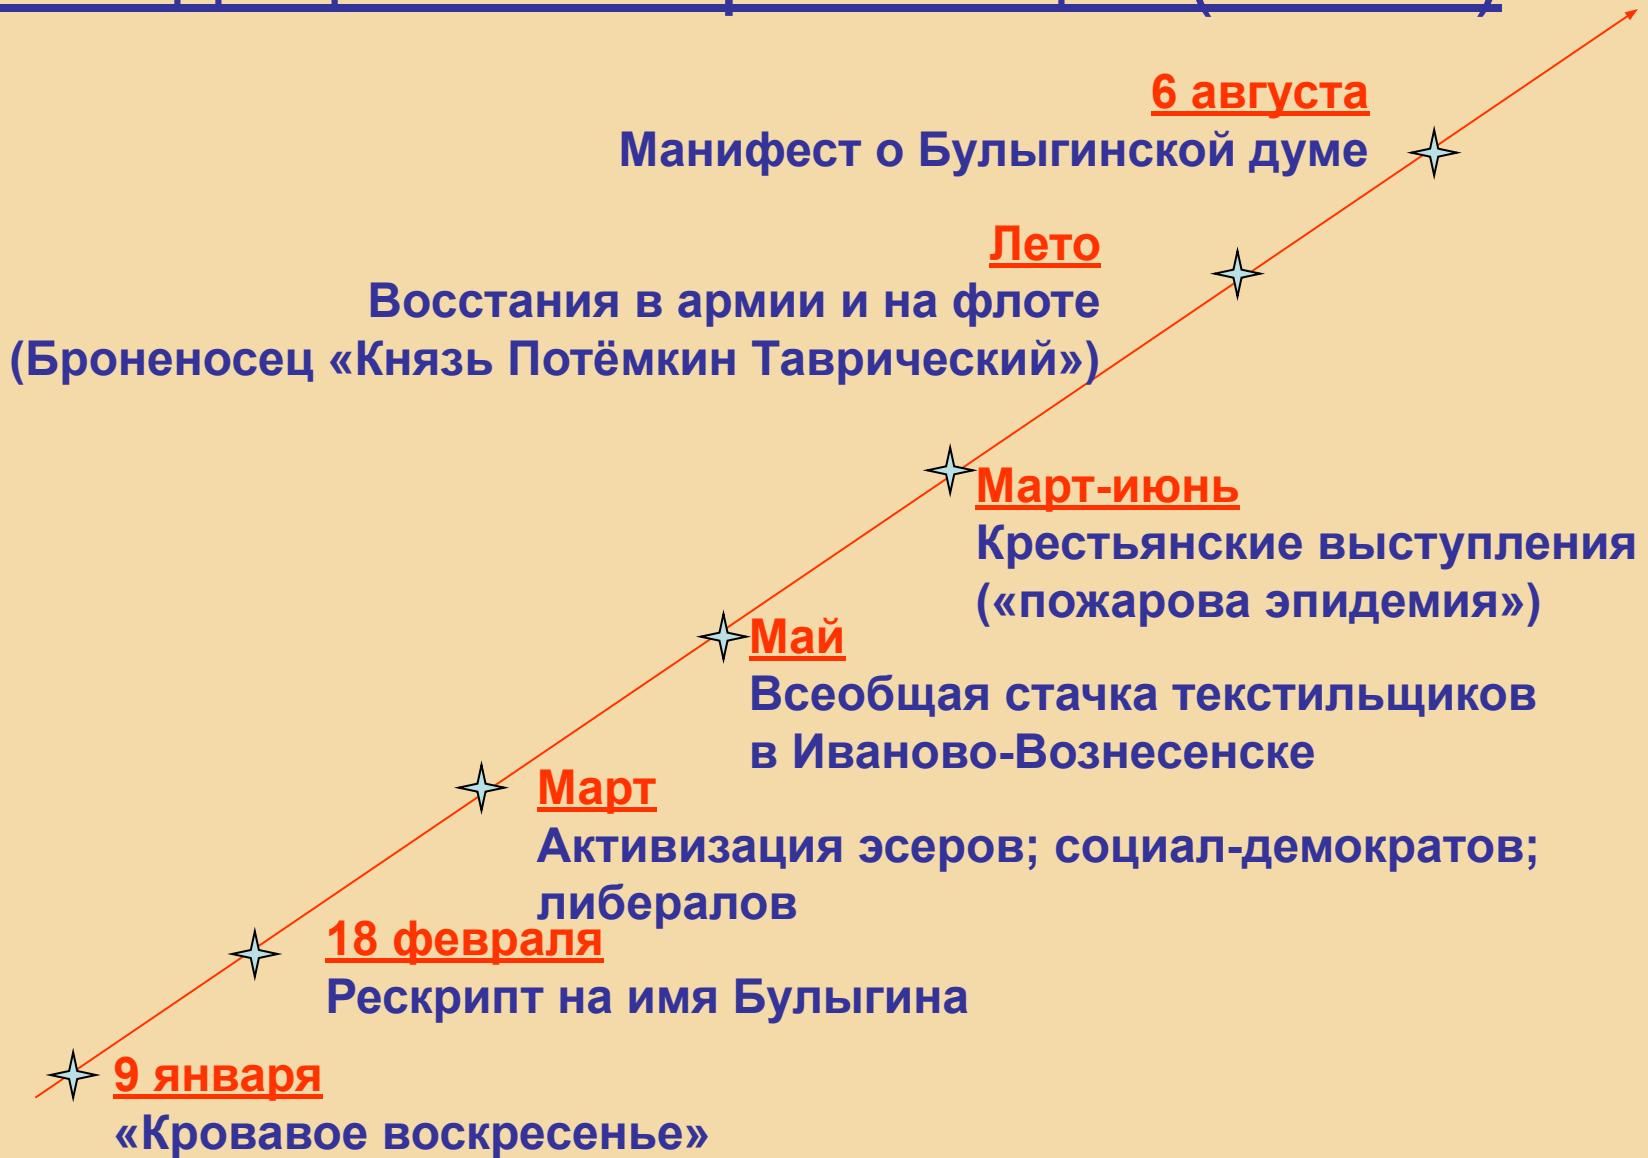 6 августа
Манифест о Булыгинской думе
Лето
Восстания в армии и на флоте
(Броненосец «Князь Потёмкин Таврический»)
Март-июнь
Крестьянские выступления
(«пожарова эпидемия»)
Май
Всеобщая стачка текстильщиков
в Иваново-Вознесенске
Март
Активизация эсеров; социал-демократов;
либералов
18 февраля
Рескрипт на имя Булыгина
9 января
«Кровавое воскресенье»